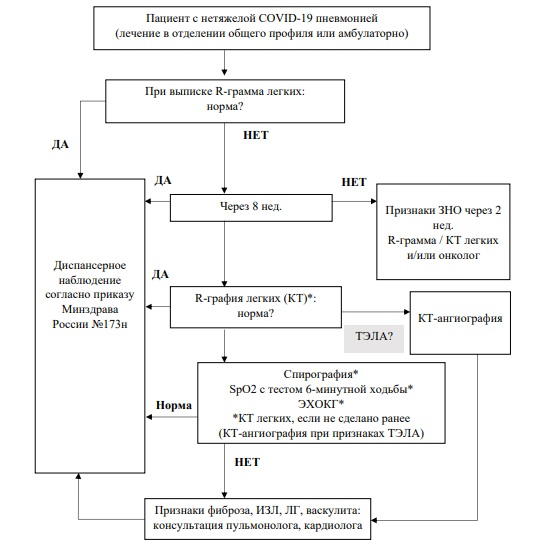 Пациент с нетяжелой COVID-19 пневмонией
(лечение в отделении общего профиля или амбулаторно)
При выписке R-грамма легких:
норма?
ДА
НЕТ
ДА
НЕТ
Через 8 нед.
Признаки ЗНО через 2
нед.
R-грамма / КТ легких
и/или онколог
Диспансерное
наблюдение
согласно приказу
Минздрава
России №173н
ДА
R-графия легких (КТ)*:
норма?
ТЭЛА?
КТ-ангиография
Спирография*
SpO2 с тестом 6-минутной ходьбы*
ЭХОКГ*
*КТ легких, если не сделано ранее
(КТ-ангиография при признаках ТЭЛА)
Норма
НЕТ
Признаки фиброза, ИЗЛ, ЛГ, васкулита:
консультация пульмонолога, кардиолога